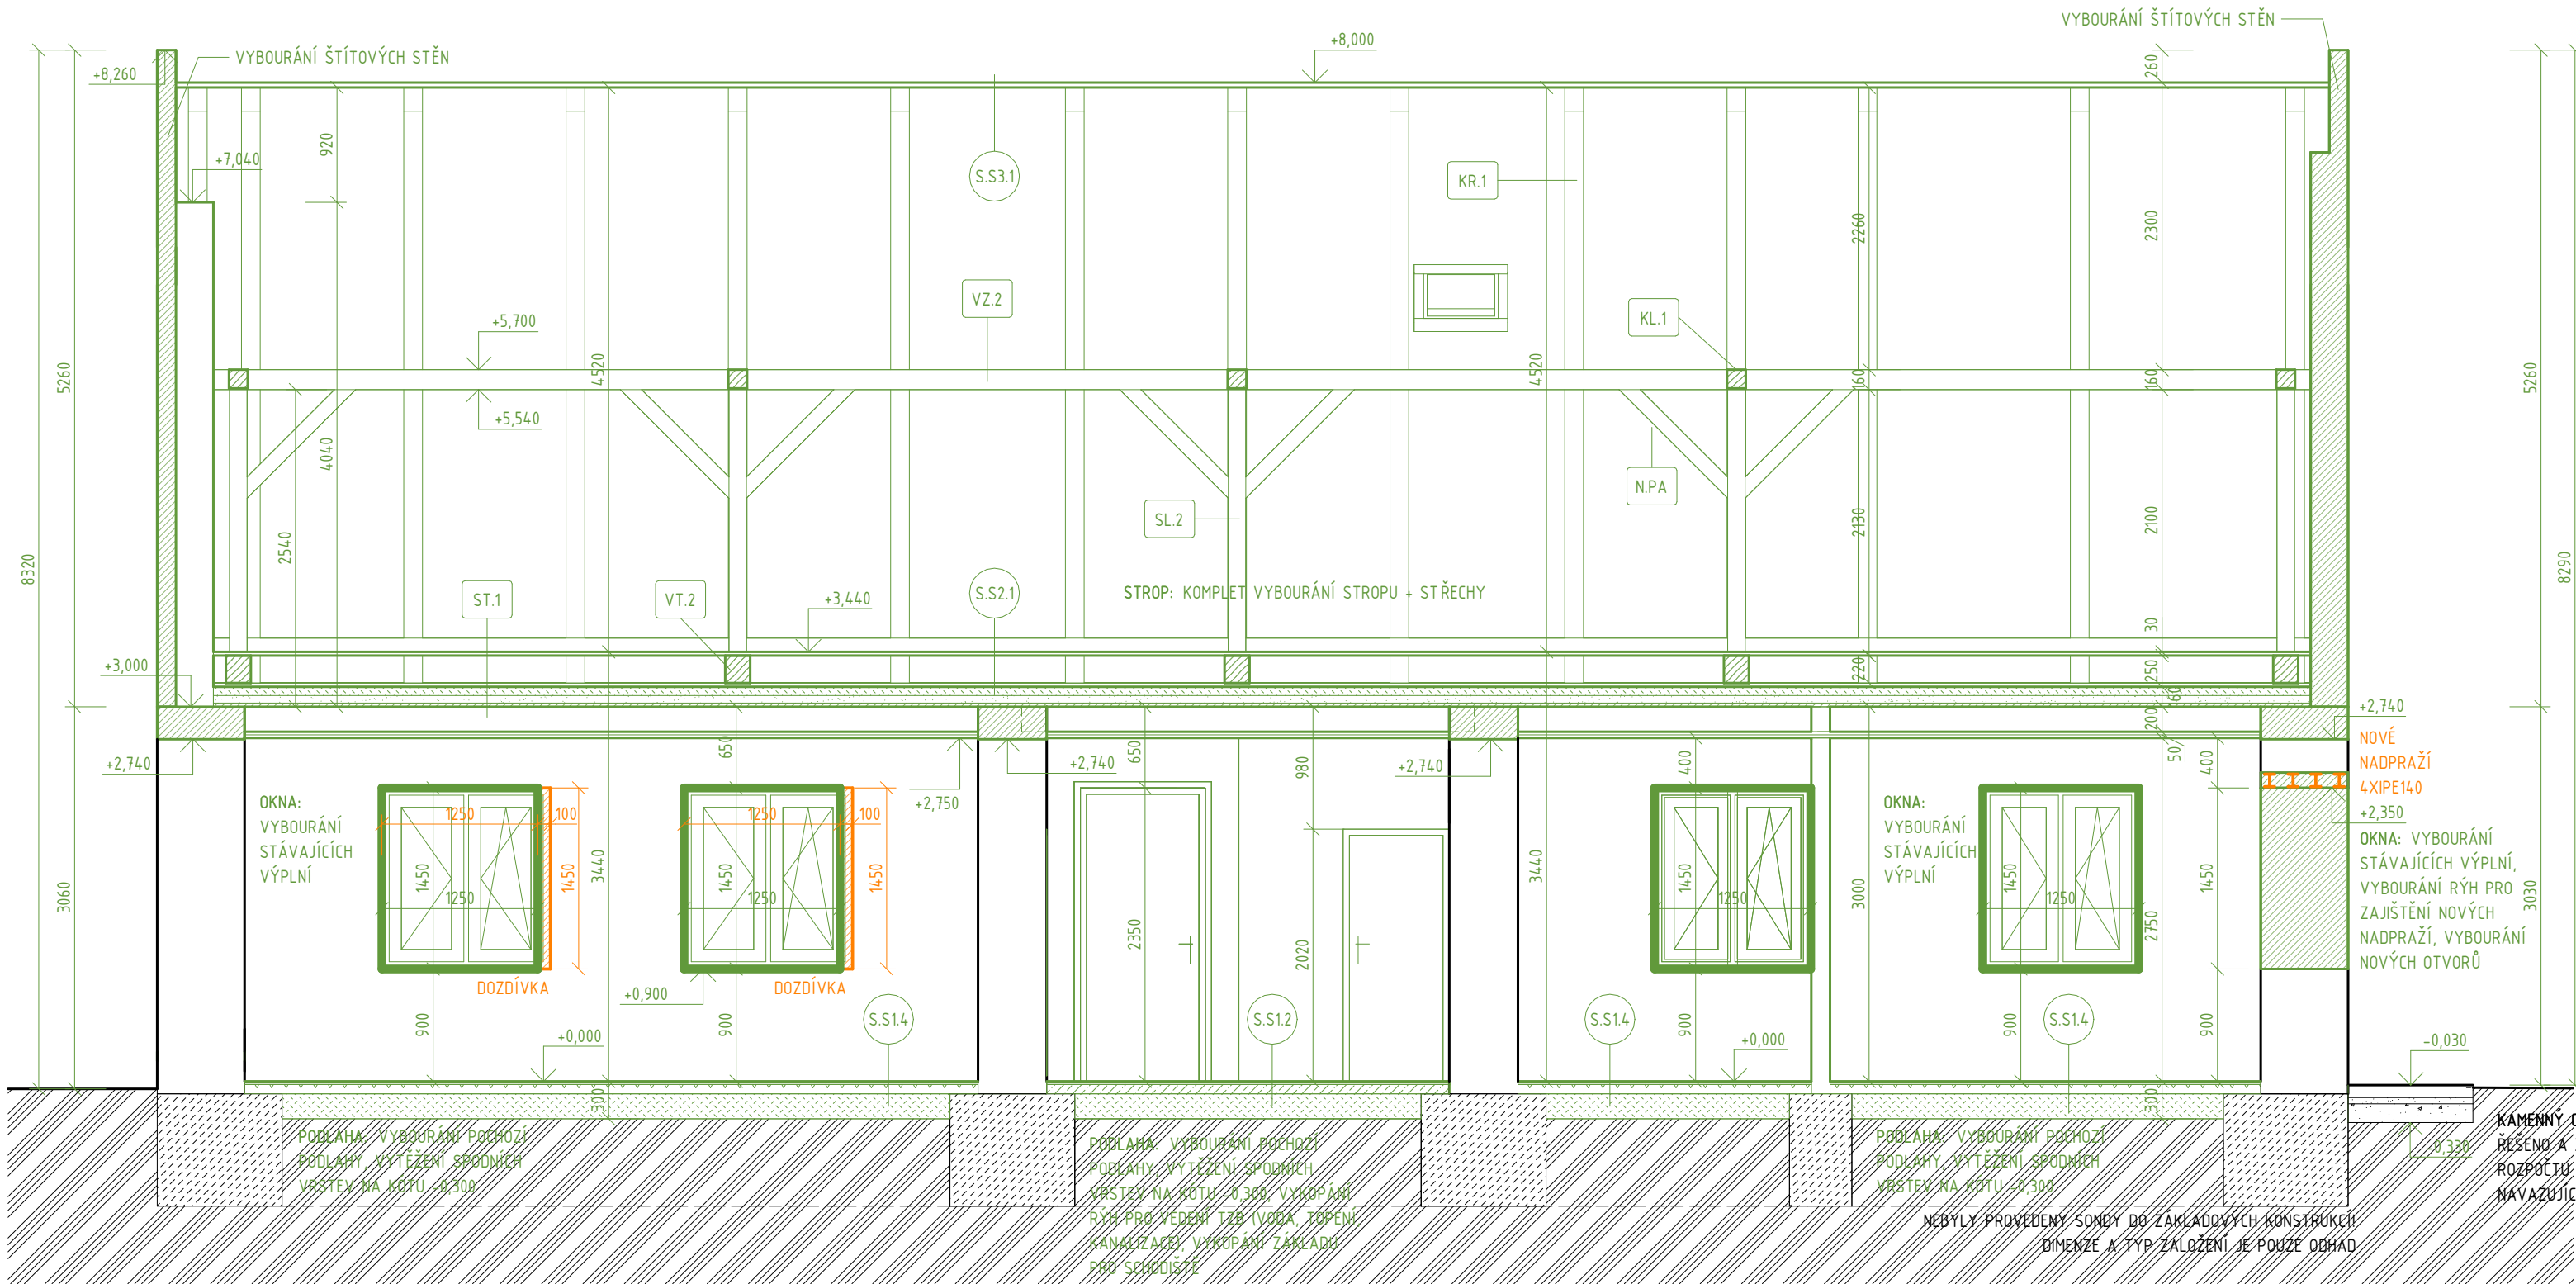 VYBOURÁNÍ ŠTÍTOVÝCH STĚN
VYBOURÁNÍ ŠTÍTOVÝCH STĚN
+8,260
+8,000
260
920
+7,040
S.S3.1
KR.1
2260
2300
VZ.2
KL.1
+5,700
5260
4520
4520
160
160
5260
+5,540
4040
2540
SL.2
N.PA
2130
2100
8320
8290
ST.1
VT.2
+3,440
S.S2.1
STROP: KOMPLET VYBOURÁNÍ STROPU + STŘECHY
30
+3,000
220
250
160
200
50
+2,740
+2,740
+2,750
+2,740
+2,740
650
650
980
400
400
NOVÉ
NADPRAŽÍ
4XIPE140
+2,350
OKNA:
VYBOURÁNÍ
STÁVAJÍCÍCH
VÝPLNÍ
1250
100
1450
1450
1250
DOZDÍVKA
900
3440
1250
100
1450
1450
1250
DOZDÍVKA
+0,900
900
S.S1.4
+0,000
300
3060
2350
2020
S.S1.2
3440
S.S1.4
1450
1250
900
+0,000
3000
OKNA:
VYBOURÁNÍ
STÁVAJÍCÍCH
VÝPLNÍ
1450
1250
900
S.S1.4
2750
300
1450
900
OKNA: VYBOURÁNÍ
STÁVAJÍCÍCH VÝPLNÍ,
VYBOURÁNÍ RÝH PRO
ZAJIŠTĚNÍ NOVÝCH
NADPRAŽÍ, VYBOURÁNÍ
NOVÝCH OTVORŮ
3030
-0,030
-0,330
PODLAHA: VYBOURÁNÍ POCHOZÍ
PODLAHY, VYTĚŽENÍ SPODNÍCH
VRSTEV NA KÓTU -0,300
PODLAHA: VYBOURÁNÍ POCHOZÍ
PODLAHY, VYTĚŽENÍ SPODNÍCH
VRSTEV NA KÓTU -0,300, VYKOPÁNÍ
RÝH PRO VEDENÍ TZB (VODA, TOPENÍ,
KANALIZACE), VYKOPÁNÍ ZÁKLADU
PRO SCHODIŠTĚ
PODLAHA: VYBOURÁNÍ POCHOZÍ
PODLAHY, VYTĚŽENÍ SPODNÍCH
VRSTEV NA KÓTU -0,300
NEBYLY PROVEDENY SONDY DO ZÁKLADOVÝCH KONSTRUKCÍ!
DIMENZE A TYP ZALOŽENÍ JE POUZE ODHAD
KAMENNÝ
ŘEŠENO A
ROZPOČTU
NAVAZUJÍC